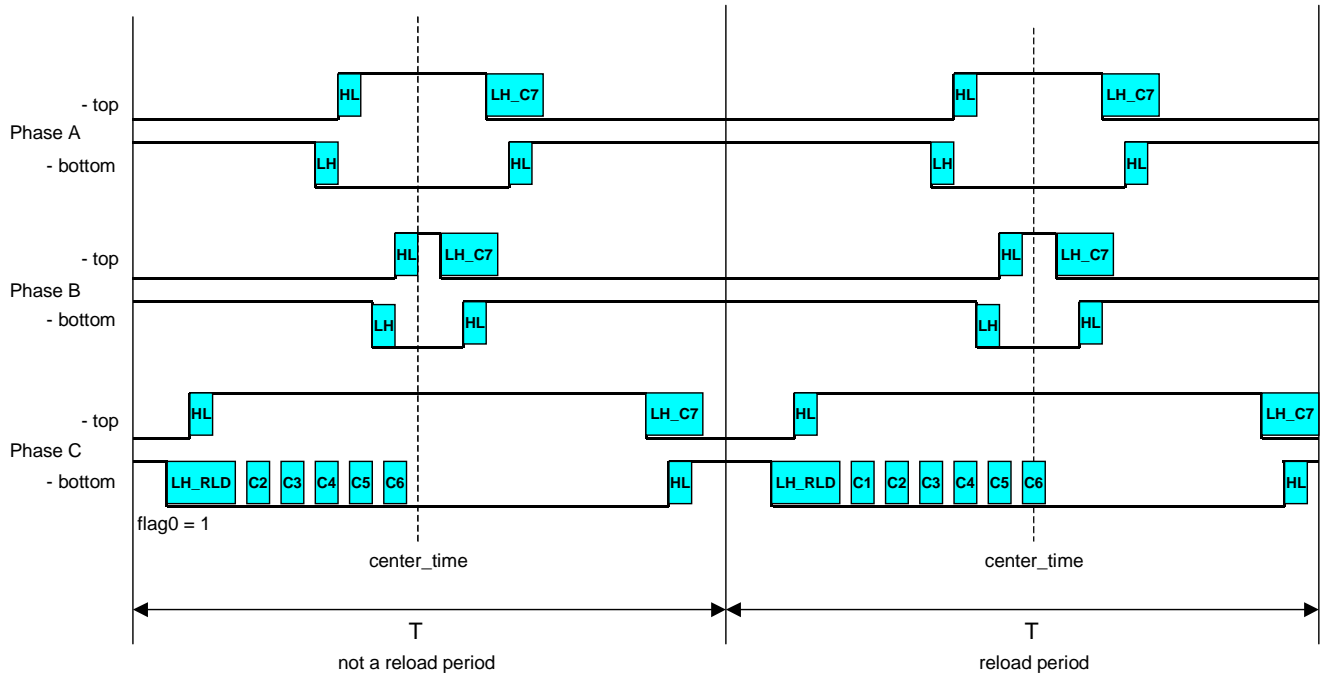 HL LH_C7 HL LH_C7
- top
Phase A
- bottom
LH HL LH HL
HL LH_C7 HL LH_C7
- top
Phase B
- bottom
LH HL LH HL
HL LH_C7 HL LH_C7
- top
Phase C
- bottom
LH_RLD C2 C3 C4 C5 C6 HL LH_RLD C1 C2 C3 C4 C5 C6 HL
flag0 = 1
center_time center_time
T T
not a reload period reload period